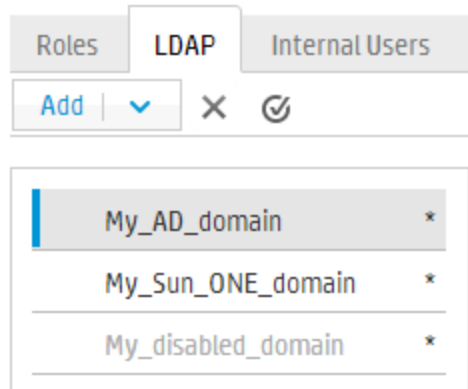 Roles LDAP Internal Users
Add
My_AD_domain *
My_Sun_ONE_domain *
My_disabled_domain *